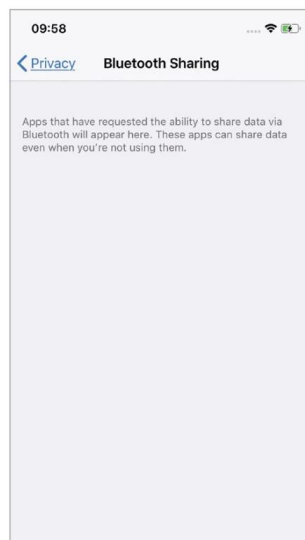 09:58
Privacy Bluetooth Sharing
Apps that have requested the ability to share data via
Bluetooth will appear here. These apps can share data
even when you're not using them.